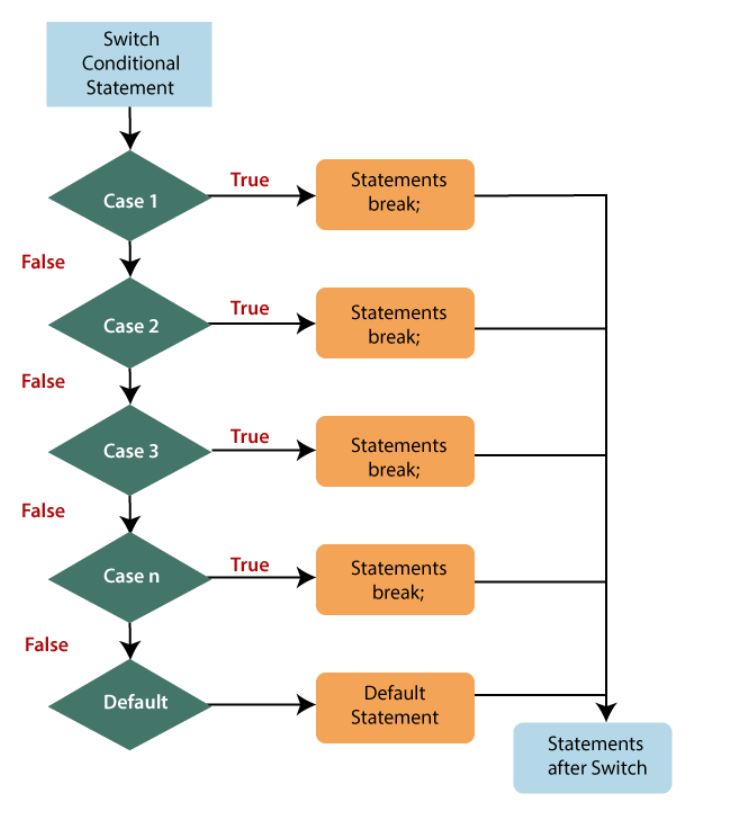 Switch
Conditional
Statement
Case 1
True
Statements
break;
False
Case 2
True
Statements
break;
False
Case 3
True
Statements
break;
False
Case n
True
Statements
break;
False
Default
Default
Statement
Statements
after Switch